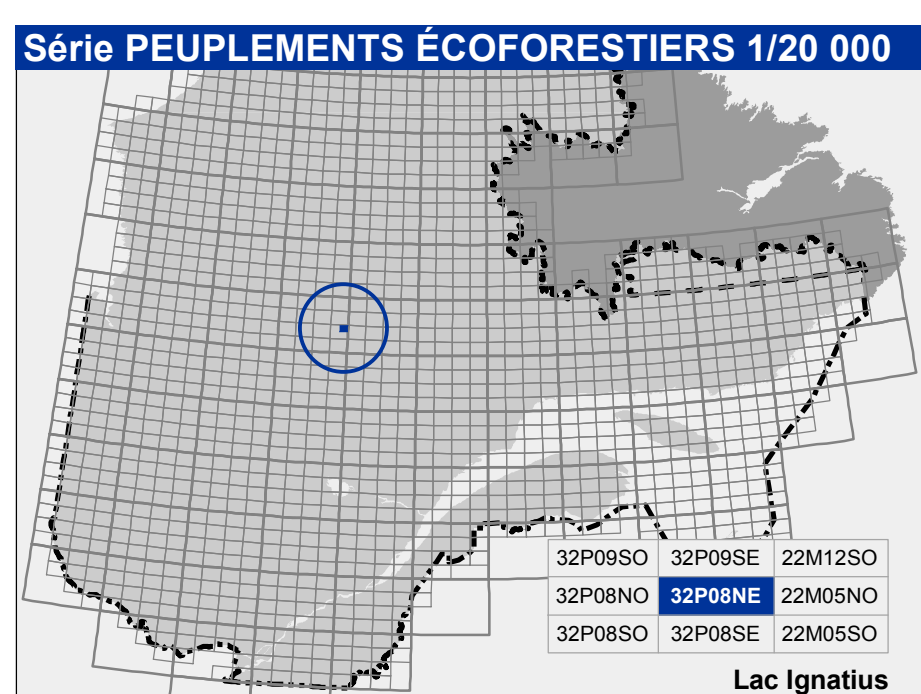 Série PEUPLEMENTS ÉCOFORESTIERS 1/20 000
32P09SO 32P09SE 22M12SO
32P08NO 32P08NE 22M05NO
32P08SO 32P08SE 22M05SO
Lac Ignatius